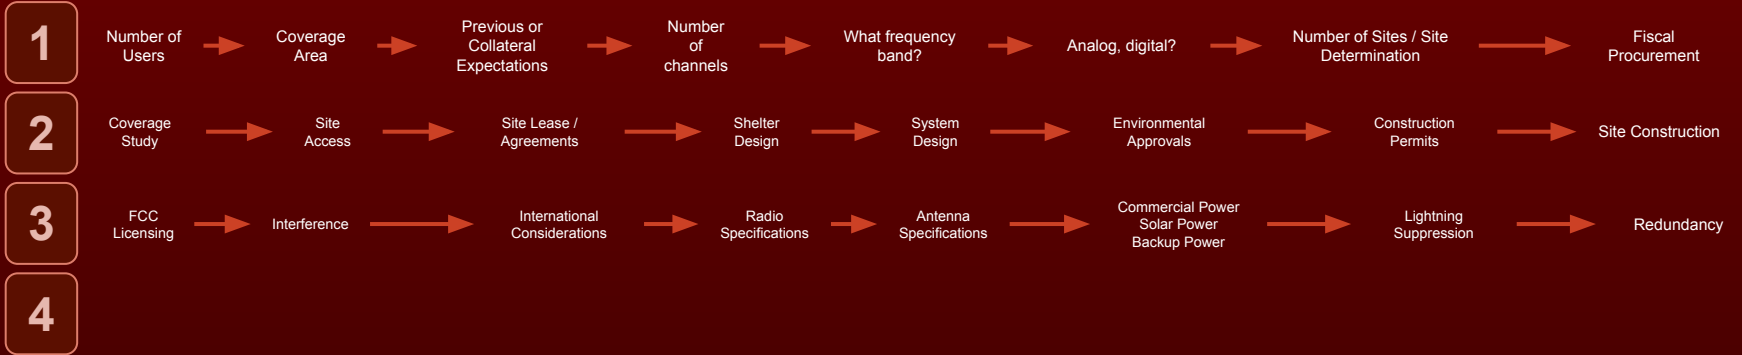 1
Number of
Users
Coverage
Area
Previous or
Collateral
Expectations
Number
of
channels
What frequency
band?
Analog, digital?
Number of Sites / Site
Determination
Fiscal
Procurement
2
Coverage
Study
Site
Access
Site Lease /
Agreements
Shelter
Design
System
Design
Environmental
Approvals
Construction
Permits
Site Construction
3
FCC
Licensing
Interference
International
Considerations
Radio
Specifications
Antenna
Specifications
Commercial Power
Solar Power
Backup Power
Lightning
Suppression
Redundancy
4